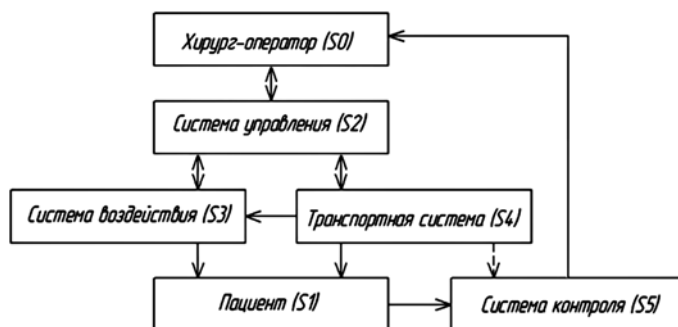 Хирург-оператор (S0)
Система управления (S2)
Система воздействия (S3)
Транспортная система (S4)
Пациент (S1)
Система контроля (S5)